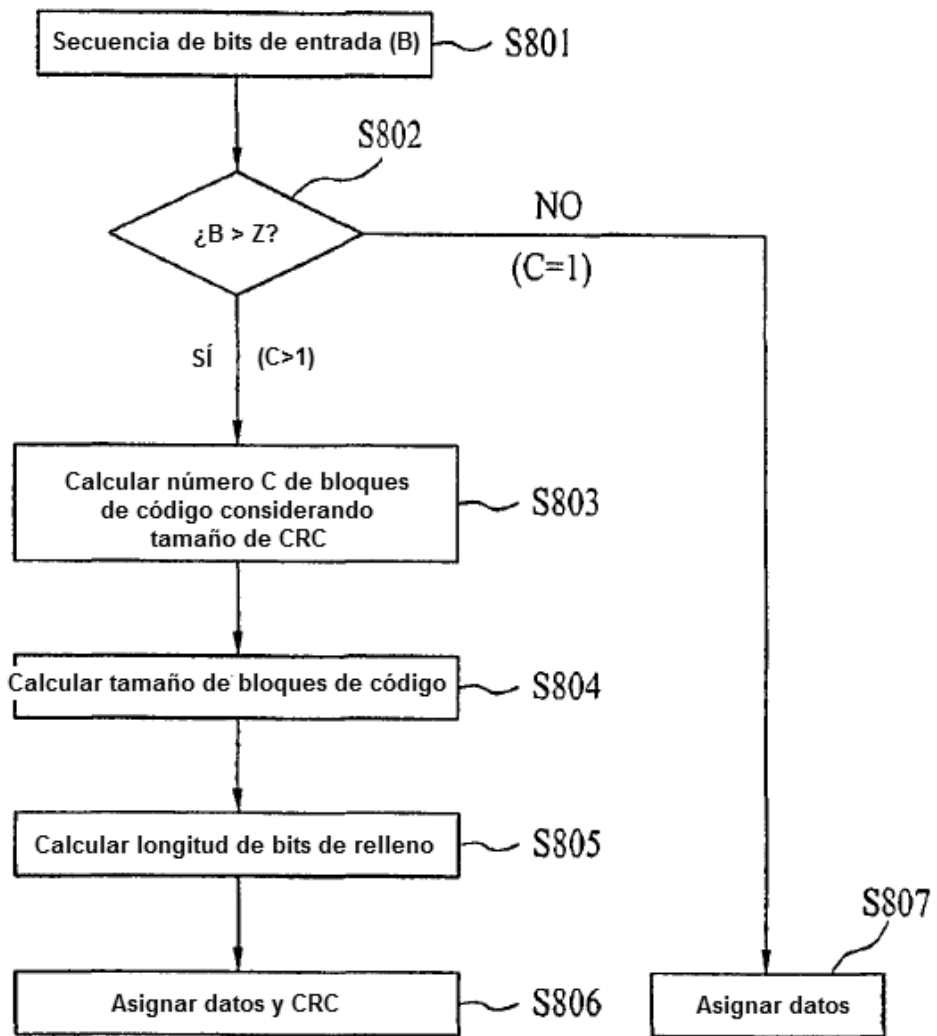 Secuencia de bits de entrada (B)
S801
S802
¿B > Z?
NO
(C=1)
SÍ (C>1)
Calcular número C de bloques
de código considerando
tamaño de CRC
S803
Calcular tamaño de bloques de código
S804
Calcular longitud de bits de relleno
S805
S807
Asignar datos y CRC
S806
Asignar datos